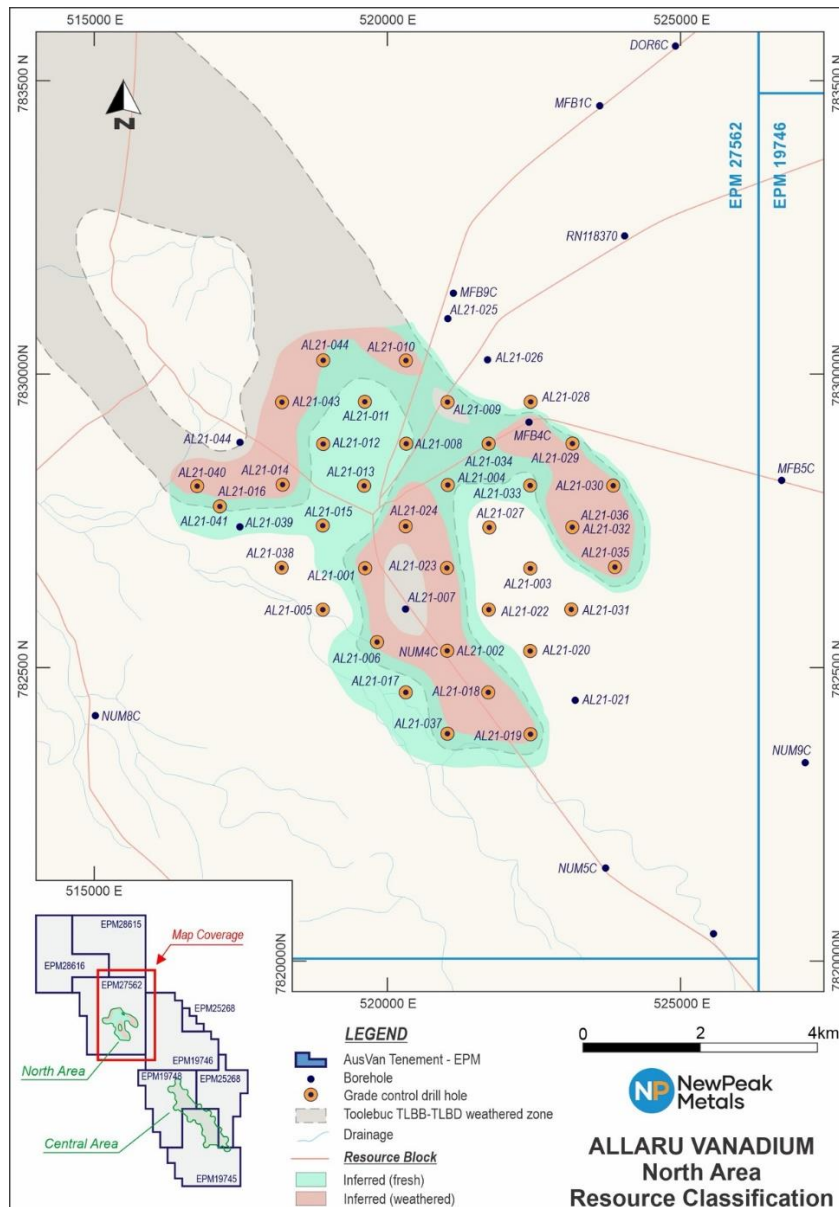 515000 E
520000 E
525000 E
DOR6C
783500 N
783500 N
MFB1C
N
EPM 27562
EPM 19746
RN118370
MFB9C
AL21-025
AL21-044
AL21-010
AL21-026
7830000 N
7830000 N
AL21-043
AL21-011
AL21-009
AL21-028
AL21-044
AL21-012
AL21-008
MFB4C
AL21-034
AL21-029
AL21-040
AL21-014
AL21-013
AL21-004
AL21-033
AL21-030
MFB5C
AL21-016
AL21-041
AL21-039
AL21-015
AL21-024
AL21-027
AL21-036
AL21-032
AL21-038
AL21-001
AL21-023
AL21-003
AL21-035
AL21-005
AL21-007
AL21-022
AL21-031
AL21-006
NUM4C
AL21-002
AL21-020
782500 N
782500 N
AL21-017
AL21-018
AL21-021
NUM8C
AL21-037
AL21-019
NUM9C
NUM5C
515000 E
7820000N
7820000N
520000 E
525000 E
EPM28615
Map Coverage
EPM28616
EPM27562
EPM25268
North Area
EPM19746
EPM19748
EPM25268
Central Area
EPM19745
LEGEND
AusVan Tenement - EPM
Borehole
Grade control drill hole
Toolebuc TLBB-TLBD weathered zone
Drainage
Resource Block
Inferred (fresh)
Inferred (weathered)
0 2 4km
NP NewPeak
Metals
ALLARU VANADIUM
North Area
Resource Classification